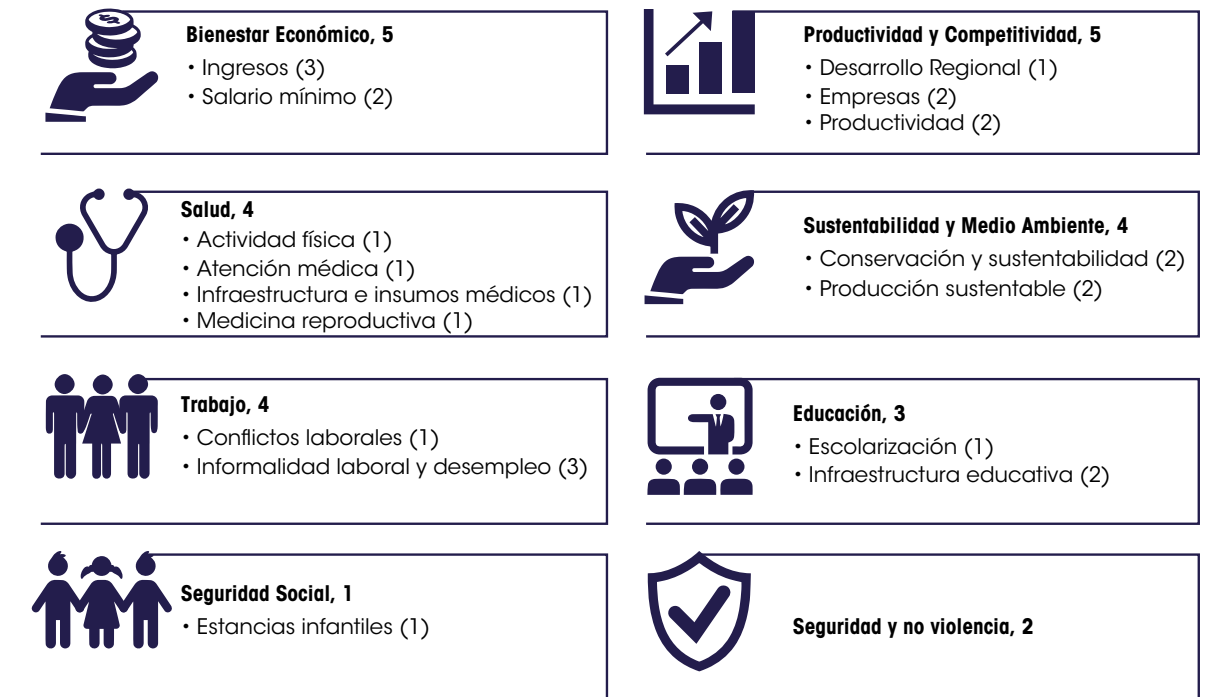 Bienestar Económico, 5
• Ingresos (3)
• Salario mínimo (2)
Productividad y Competitividad, 5
• Desarrollo Regional (1)
• Empresas (2)
• Productividad (2)
Salud, 4
• Actividad física (1)
• Atención médica (1)
• Infraestructura e insumos médicos (1)
• Medicina reproductiva (1)
Sustentabilidad y Medio Ambiente, 4
• Conservación y sustentabilidad (2)
• Producción sustentable (2)
Trabajo, 4
• Conflictos laborales (1)
• Informalidad laboral y desempleo (3)
Educación, 3
• Escolarización (1)
• Infraestructura educativa (2)
Seguridad Social, 1
• Estancias infantiles (1)
Seguridad y no violencia, 2